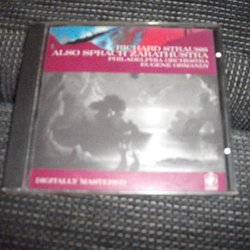 RICHARD STRAUSS
ALSO SPRACH ZARATHUSTRA
PHILADELPHIA ORCHESTRA
EUGENE ORMANDY
DIGITALLY MASTERED